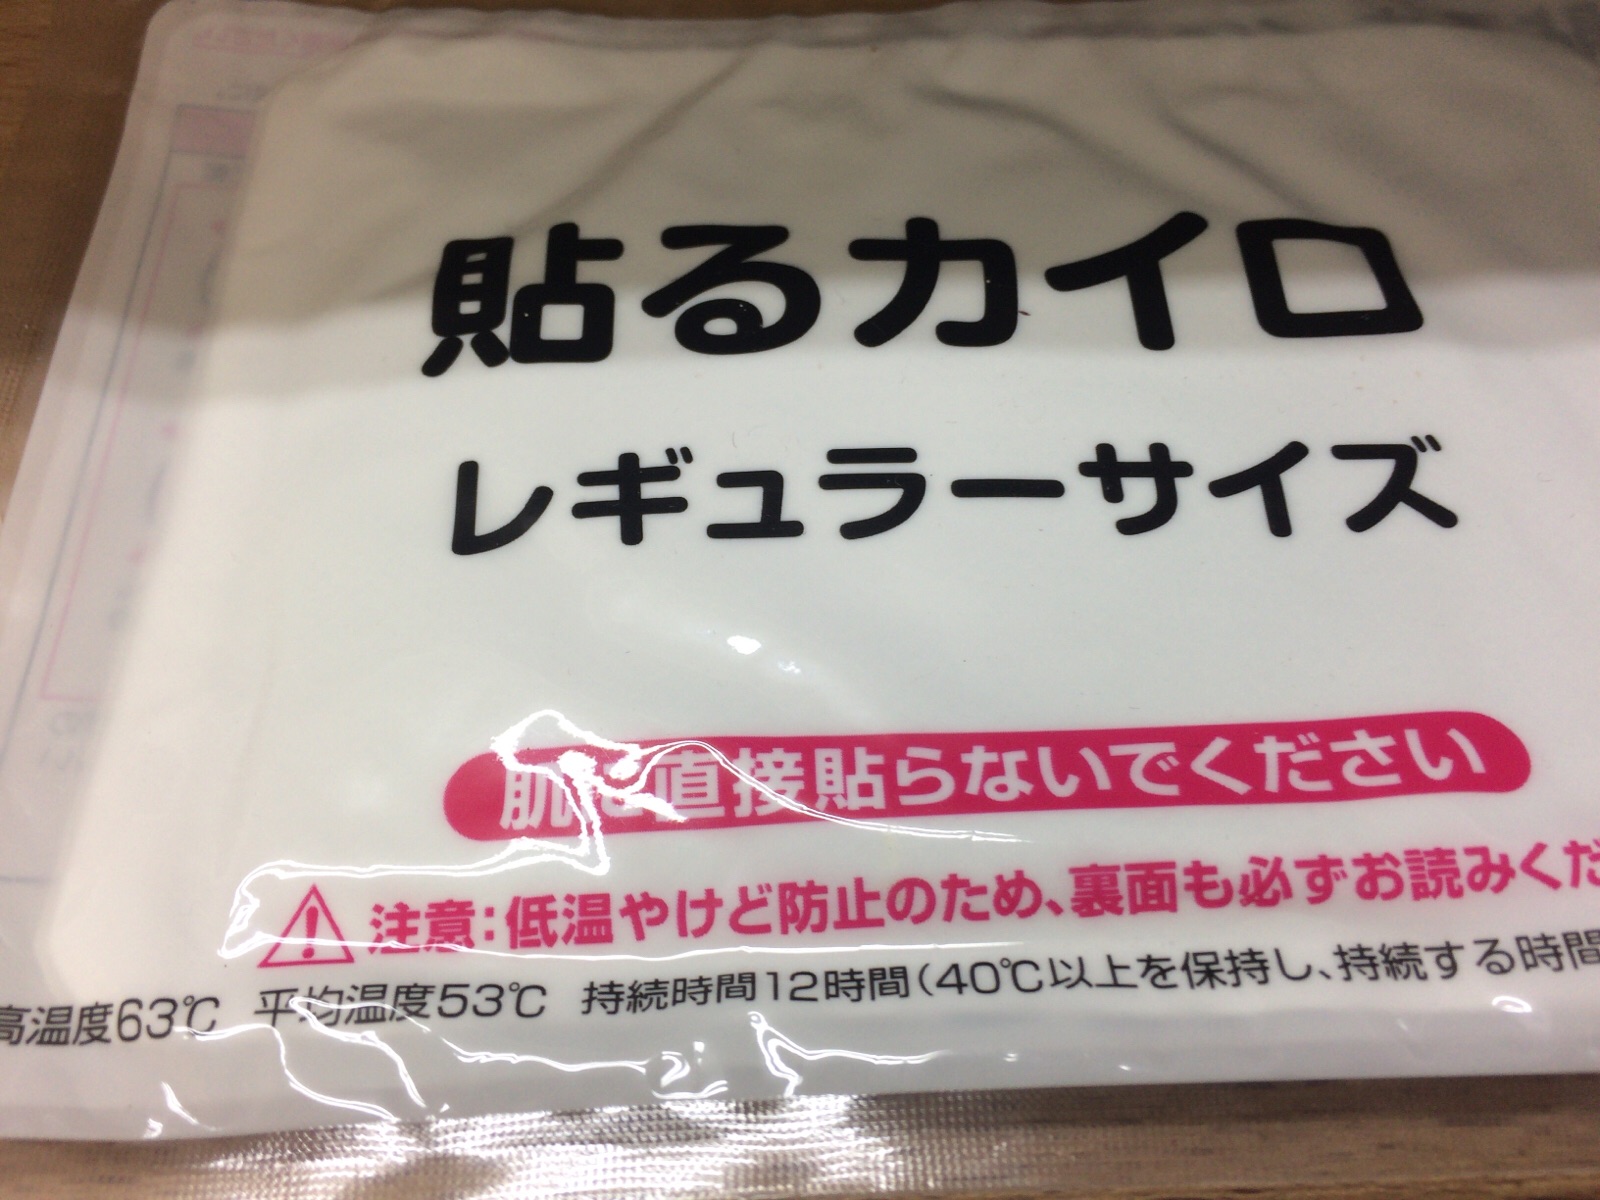 貼るカイロ
レギュラーサイズ
肌に直接貼らないでください
注意:低温やけど防止のため、裏面も必ずお読みくだ
高温度63℃ 平均温度53℃ 持続時間12時間(40℃以上を保持し、持続する時間